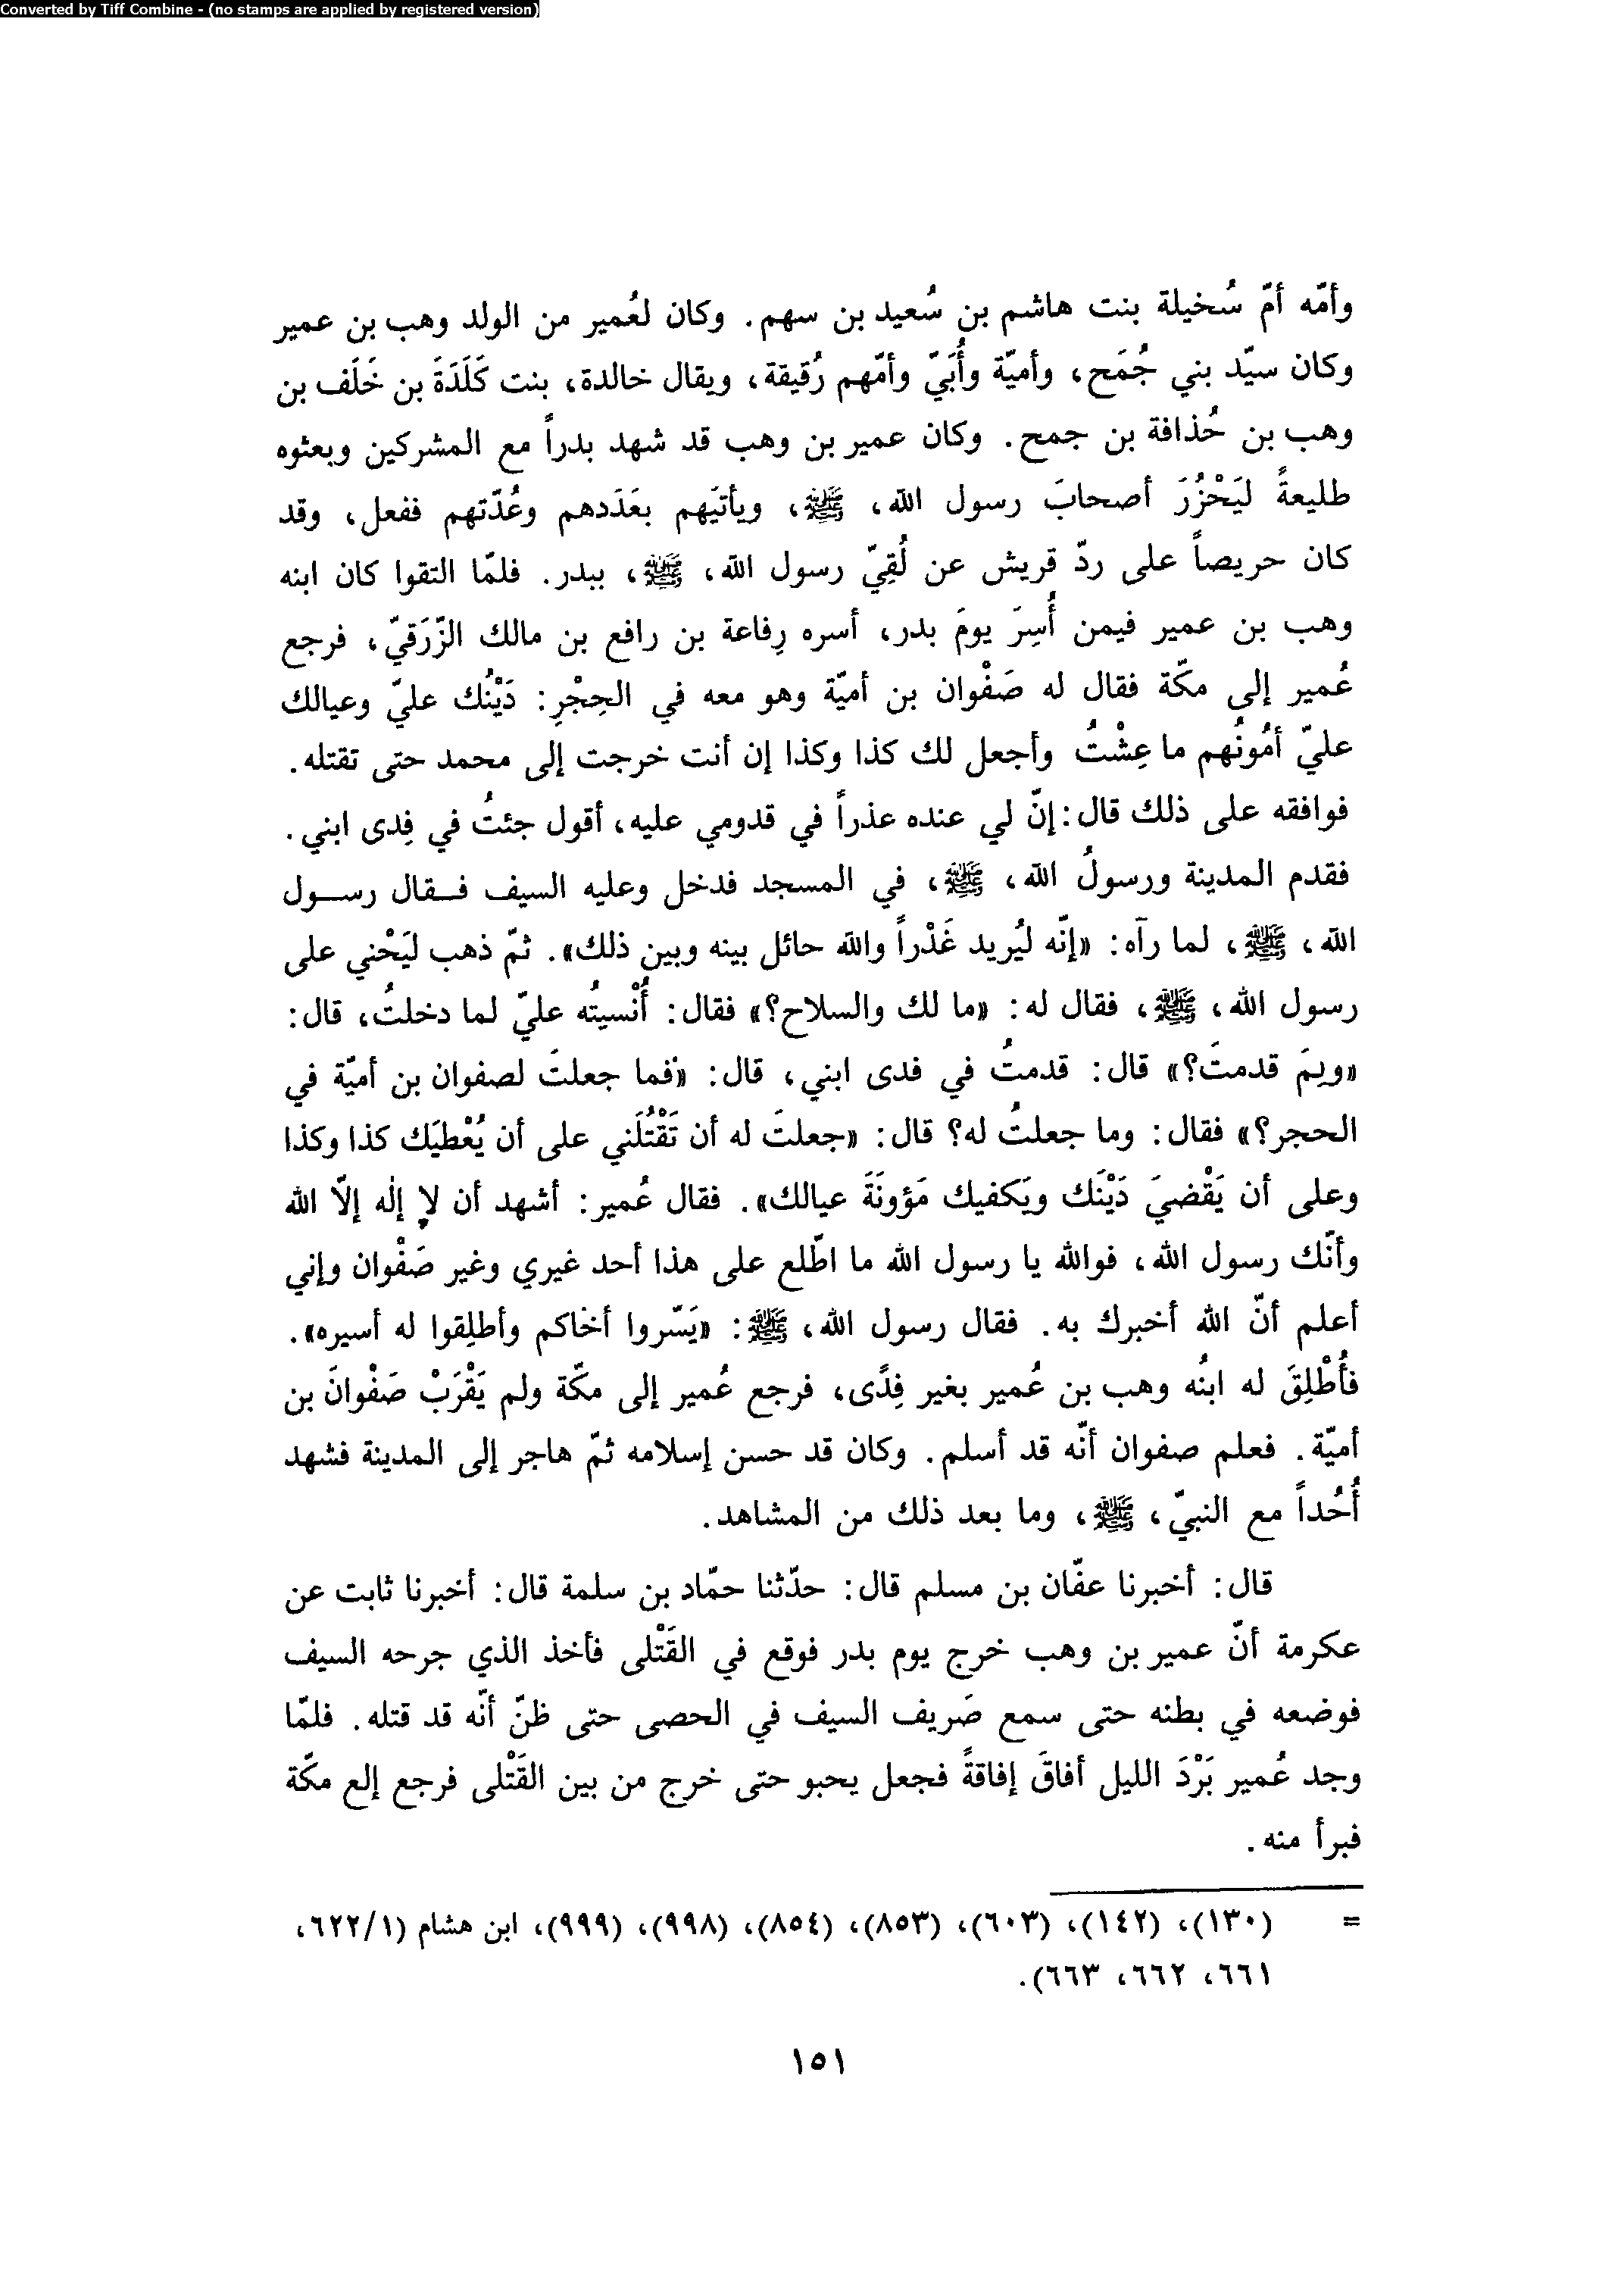 Converted by Tiff Combine - (no stamps are applied by registered version)
وأمّه أمّ سُخيلة بنت هاشم بن سُعيد بن سهم. وكان لعُمير من الولد وهب بن عمير
وكان سيّد بني جُمَح، وأميّة وأُبَيّ وأمّهم رُقيقة، ويقال خالدة، بنت كَلَدَةَ بن خَلَف بن
وهب بن حُذافة بن جمح. وكان عمير بن وهب قد شهد بدراً مع المشركين وبعثوه
طليعةً ليَحْزُرَ أصحابَ رسول الله، ﷺ، ويأتيَهم بعَدَدهم وعُدّتهم ففعل، وقد
كان حريصاً على ردّ قريش عن لُقِيّ رسول الله، ﷺ، ببدر. فلمّا التقوا كان ابنه
وهب بن عمير فيمن أُسِرَ يومَ بدر، أسره رِفاعة بن رافع بن مالك الزّرَقيّ، فرجع
عُمير إلى مكّة فقال له صَفْوان بن أميّة وهو معه في الحِجْرِ: دَيْنُك عليّ وعيالك
عليّ أمُونُهم ما عِشْتُ وأجعل لك كذا وكذا إن أنت خرجت إلى محمد حتى تقتله.
فوافقه على ذلك قال: إنّ لي عنده عذراً في قدومي عليه، أقول جئتُ في فِدى ابني.
فقدم المدينة ورسولُ الله، ﷺ، في المسجد فدخل وعليه السيف فـقال رسـول
الله، ﷺ، لما رآه: «إنّه ليُريد غَدْراً والله حائل بينه وبين ذلك». ثمّ ذهب ليَحْني على
رسول الله، ﷺ، فقال له: «ما لك والسلاح؟» فقال: أُنْسيتُه عليّ لما دخلتُ، قال:
«وبِمَ قدمتَ؟» قال: قدمتُ في فدى ابني، قال: «فما جعلتَ لصفوان بن أميّة في
الحجر؟» فقال: وما جعلتُ له؟ قال: «جعلتَ له أن تَقْتُلَني على أن يُعْطيَك كذا وكذا
وعلى أن يَقْضيَ دَيْنَك ويَكفيك مَؤونَةَ عيالك». فقال عُمير: أشهد أن لا إله إلاّ الله
وأنّك رسول الله، فوالله يا رسول الله ما اطّلع على هذا أحد غيري وغير صَفْوان وإني
أعلم أنّ الله أخبرك به. فقال رسول الله، ﷺ: «يَسّروا أخاكم وأطلِقوا له أسيره».
فأُطْلِقَ له ابنُه وهب بن عُمير بغير فِدًى، فرجع عُمير إلى مكّة ولم يَقْرَبْ صَفْوانَ بن
أميّة. فعلم صفوان أنّه قد أسلم. وكان قد حسن إسلامه ثمّ هاجر إلى المدينة فشهد
أُحُداً مع النبيّ، ﷺ، وما بعد ذلك من المشاهد.
قال: أخبرنا عفّان بن مسلم قال: حدّثنا حمّاد بن سلمة قال: أخبرنا ثابت عن
عكرمة أنّ عمير بن وهب خرج يوم بدر فوقع في القَتْلى فأخذ الذي جرحه السيف
فوضعه في بطنه حتى سمع صَريف السيف في الحصى حتى ظنّ أنّه قد قتله. فلمّا
وجد عُمير بَرْدَ الليل أفاقَ إفاقةً فجعل يحبو حتى خرج من بين القَتْلى فرجع إلع مكّة
فبرأ منه.
= (١٣٠)، (١٤٢)، (٦٠٣)، (٨٥٣)، (٨٥٤)، (٩٩٨)، (٩٩٩)، ابن هشام (٦٢٢/١،
٦٦١، ٦٦٢، ٦٦٣).
١٥١